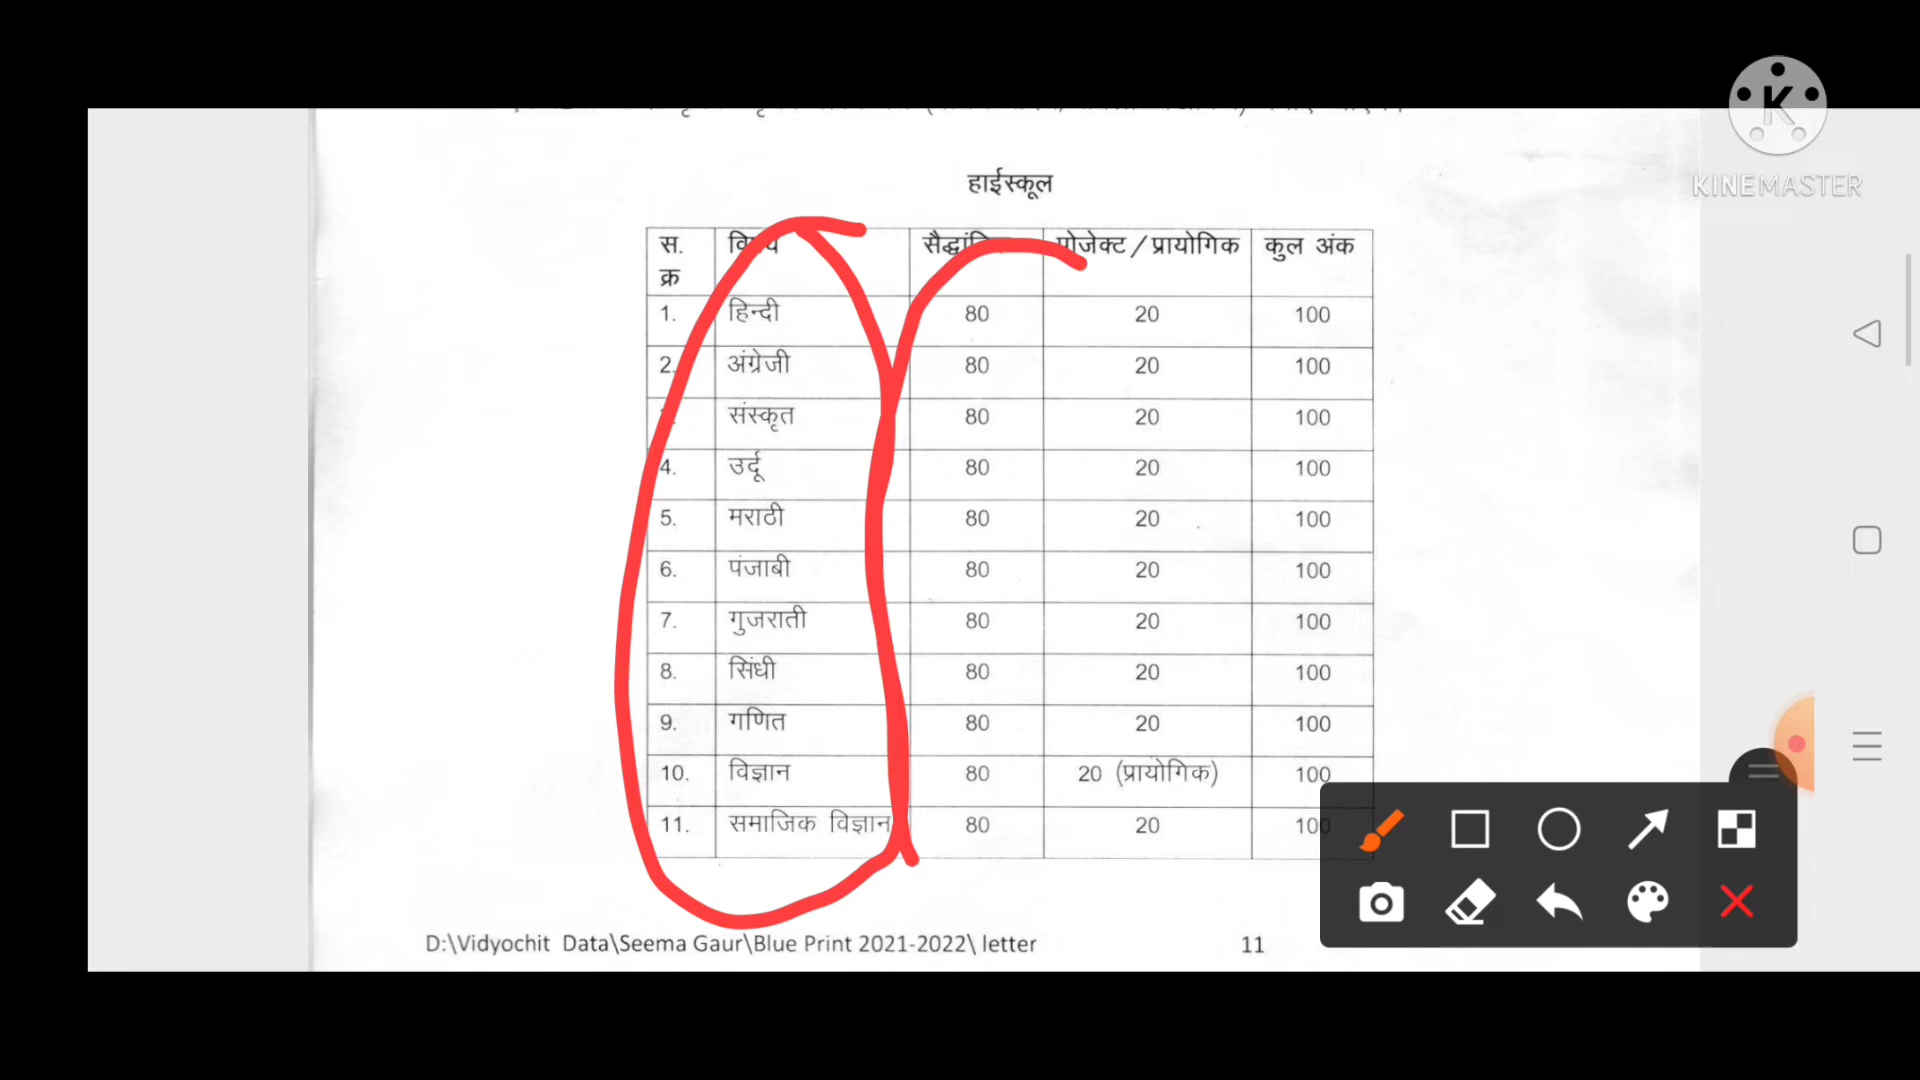 KINEMASTER
हाईस्कूल
स. क्र विषय सैद्धांतिक प्रोजेक्ट/प्रायोगिक कुल अंक
1. हिन्दी 80 20 100
2. अंग्रेजी 80 20 100
संस्कृत 80 20 100
4. उर्दू 80 20 100
5. मराठी 80 20 100
6. पंजाबी 80 20 100
7. गुजराती 80 20 100
8. सिंधी 80 20 100
9. गणित 80 20 100
10. विज्ञान 80 20 (प्रायोगिक) 100
11. समाजिक विज्ञान 80 20 100
D:\Vidyochit Data\Seema Gaur\Blue Print 2021-2022\ letter 11